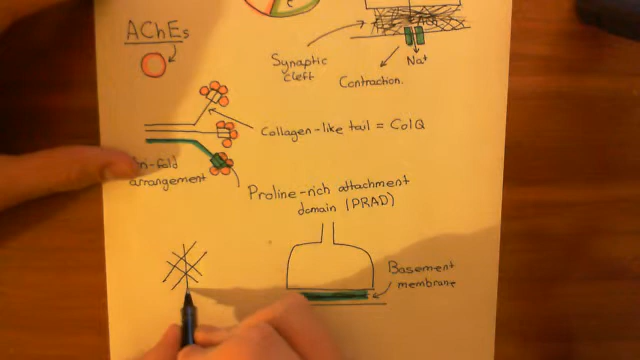 AChEs
Synaptic
cleft
Na+
Contraction.
Collagen-like tail = ColQ
arrangement
Proline-rich attachment
domain (PRAD)
Basement
membrane